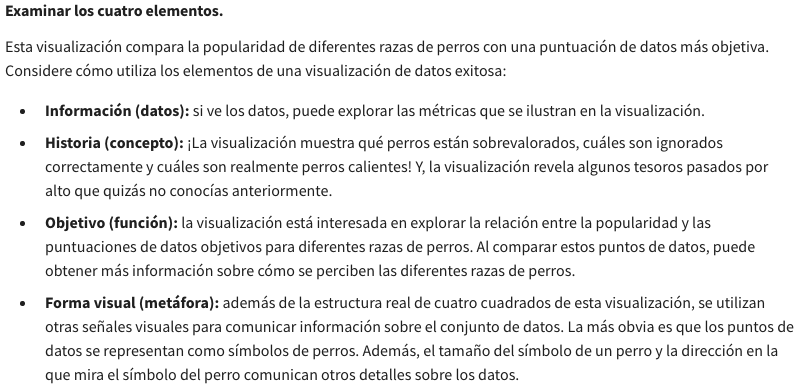 Examinar los cuatro elementos.
Esta visualización compara la popularidad de diferentes razas de perros con una puntuación de datos más objetiva.
Considere cómo utiliza los elementos de una visualización de datos exitosa:
• Información (datos): si ve los datos, puede explorar las métricas que se ilustran en la visualización.
• Historia (concepto): ¡La visualización muestra qué perros están sobrevalorados, cuáles son ignorados
correctamente y cuáles son realmente perros calientes! Y, la visualización revela algunos tesoros pasados por
alto que quizás no conocías anteriormente.
• Objetivo (función): la visualización está interesada en explorar la relación entre la popularidad y las
puntuaciones de datos objetivos para diferentes razas de perros. Al comparar estos puntos de datos, puede
obtener más información sobre cómo se perciben las diferentes razas de perros.
• Forma visual (metáfora): además de la estructura real de cuatro cuadrados de esta visualización, se utilizan
otras señales visuales para comunicar información sobre el conjunto de datos. La más obvia es que los puntos de
datos se representan como símbolos de perros. Además, el tamaño del símbolo de un perro y la dirección en la
que mira el símbolo del perro comunican otros detalles sobre los datos.